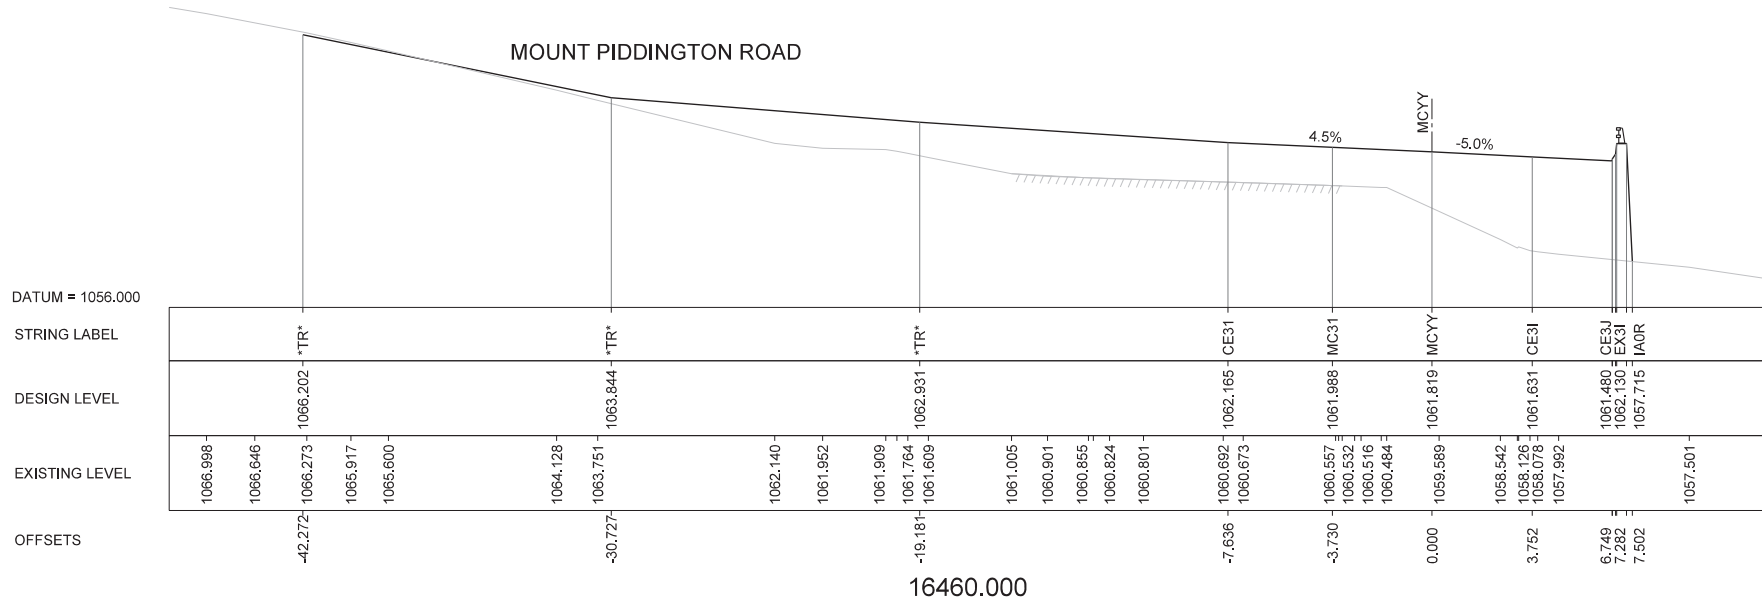 MOUNT PIDDINGTON ROAD
MCYY
4.5%
-5.0%
DATUM = 1056.000
STRING LABEL
*TR* *TR* *TR* CE31 MC31 MCYY CE3I CE3J EX3I IA0R
DESIGN LEVEL
1066.202 1063.844 1062.931 1062.165 1061.988 1061.819 1061.631 1061.480 1062.130 1057.715
EXISTING LEVEL
1066.998 1066.646 1066.273 1065.917 1065.600 1064.128 1063.751 1062.140 1061.952 1061.909 1061.764 1061.609 1061.005 1060.901 1060.855 1060.824 1060.801 1060.692 1060.673 1060.557 1060.532 1060.516 1060.484 1059.589 1058.542 1058.126 1058.078 1057.992 1057.501
OFFSETS
-42.272 -30.727 -19.181 -7.636 -3.730 0.000 3.752 6.749 7.282 7.502
16460.000